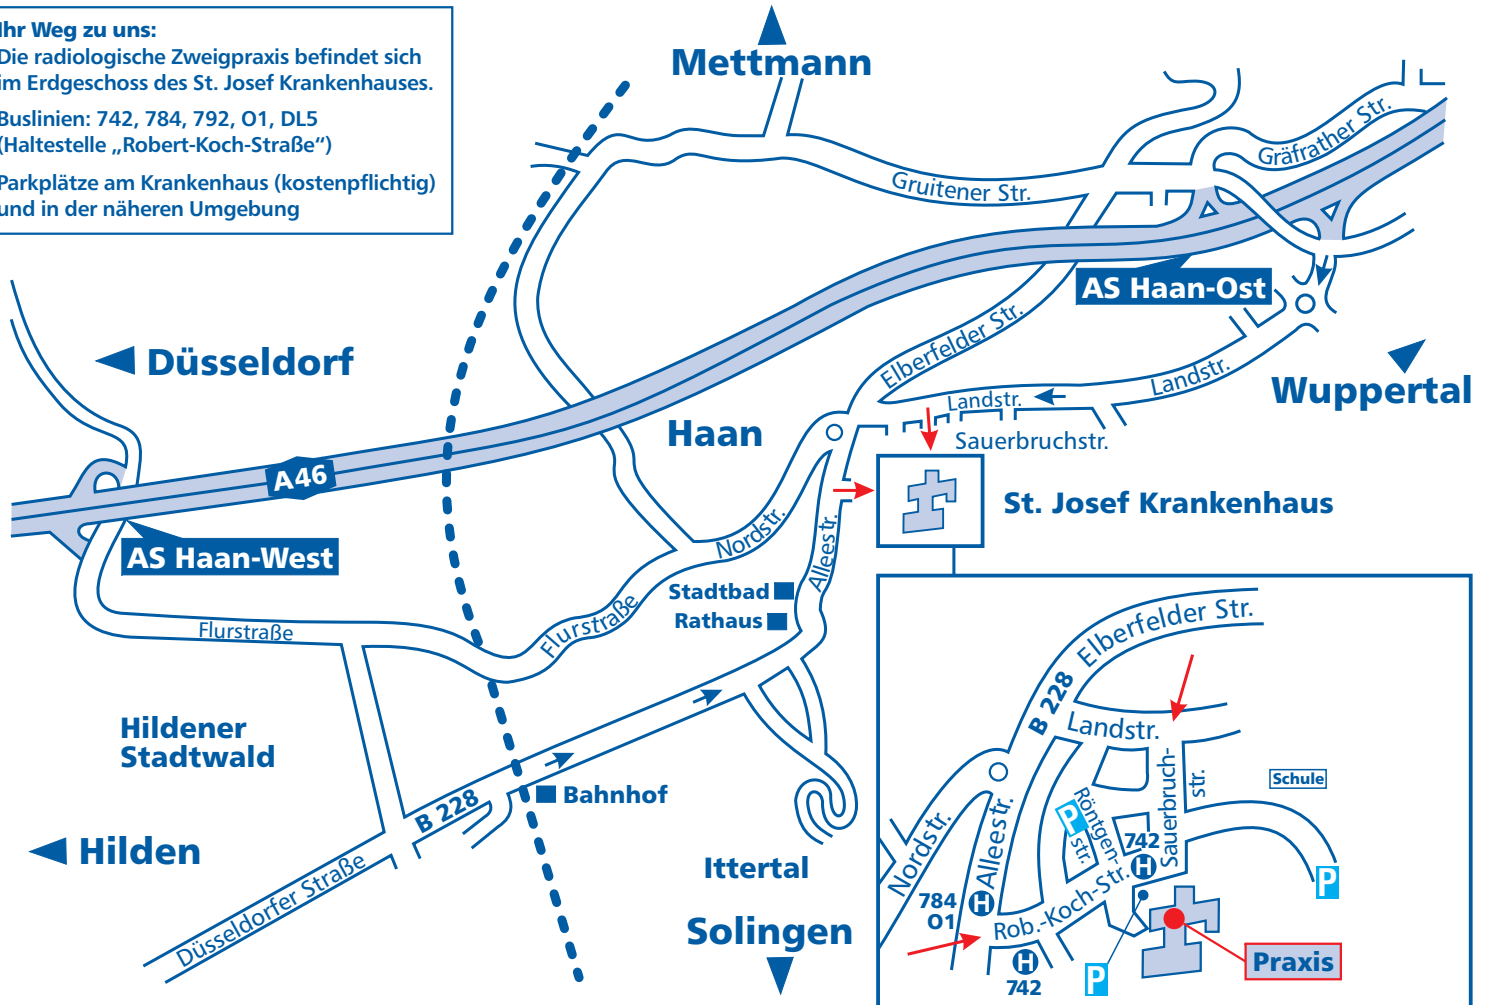 Ihr Weg zu uns:
Die radiologische Zweigpraxis befindet sich
im Erdgeschoss des St. Josef Krankenhauses.
Buslinien: 742, 784, 792, O1, DL5
(Haltestelle „Robert-Koch-Straße“)
Parkplätze am Krankenhaus (kostenpflichtig)
und in der näheren Umgebung
Mettmann
Gräfrather Str.
Gruitener Str.
AS Haan-Ost
Düsseldorf
Elberfelder Str.
Landstr.
Landstr.
Wuppertal
Haan
Sauerbruchstr.
A46
St. Josef Krankenhaus
AS Haan-West
Nordstr.
Alleestr.
Stadtbad
Rathaus
Flurstraße
Flurstraße
Hildener
Stadtwald
B 228
Bahnhof
Hilden
Düsseldorfer Straße
Ittertal
Solingen
Elberfelder Str.
B 228
Landstr.
Sauerbruch-
str.
Schule
Nordstr.
Alleestr.
P
Röntgen-
str.
742
H
784
O1
H
Rob.-Koch-Str.
P
H
742
P
Praxis